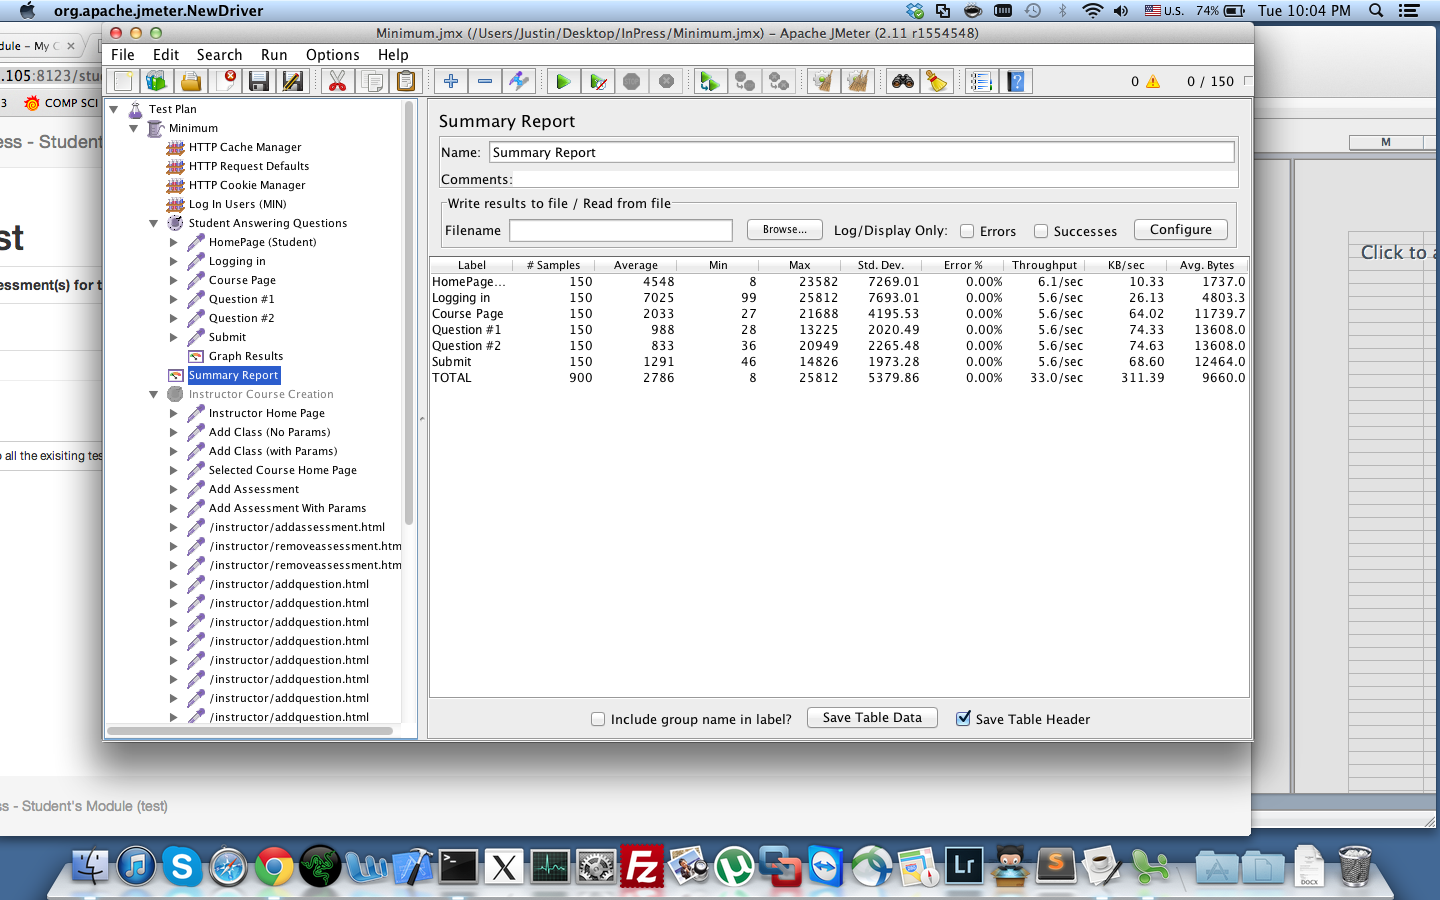 org.apache.jmeter.NewDriver
U.S. 74% Tue 10:04 PM
Minimum.jmx (/Users/Justin/Desktop/InPress/Minimum.jmx) – Apache JMeter (2.11 r1554548)
File Edit Search Run Options Help
0 0 / 150
dule – My C
.105:8123/stu
3 COMP SCI
ess - Student
st
essment(s) for t
o all the exisiting tes
ss - Student's Module (test)
Test Plan
Minimum
HTTP Cache Manager
HTTP Request Defaults
HTTP Cookie Manager
Log In Users (MIN)
Student Answering Questions
HomePage (Student)
Logging in
Course Page
Question #1
Question #2
Submit
Graph Results
Summary Report
Instructor Course Creation
Instructor Home Page
Add Class (No Params)
Add Class (with Params)
Selected Course Home Page
Add Assessment
Add Assessment With Params
/instructor/addassessment.html
/instructor/removeassessment.htm
/instructor/removeassessment.htm
/instructor/addquestion.html
/instructor/addquestion.html
/instructor/addquestion.html
/instructor/addquestion.html
/instructor/addquestion.html
/instructor/addquestion.html
/instructor/addquestion.html
/instructor/addquestion.html
Summary Report
Name: Summary Report
Comments:
Write results to file / Read from file
Filename Browse... Log/Display Only: Errors Successes Configure
Label # Samples Average Min Max Std. Dev. Error % Throughput KB/sec Avg. Bytes
HomePage... 150 4548 8 23582 7269.01 0.00% 6.1/sec 10.33 1737.0
Logging in 150 7025 99 25812 7693.01 0.00% 5.6/sec 26.13 4803.3
Course Page 150 2033 27 21688 4195.53 0.00% 5.6/sec 64.02 11739.7
Question #1 150 988 28 13225 2020.49 0.00% 5.6/sec 74.33 13608.0
Question #2 150 833 36 20949 2265.48 0.00% 5.6/sec 74.63 13608.0
Submit 150 1291 46 14826 1973.28 0.00% 5.6/sec 68.60 12464.0
TOTAL 900 2786 8 25812 5379.86 0.00% 33.0/sec 311.39 9660.0
Include group name in label? Save Table Data Save Table Header
M
Click to a
Lr
DOCX